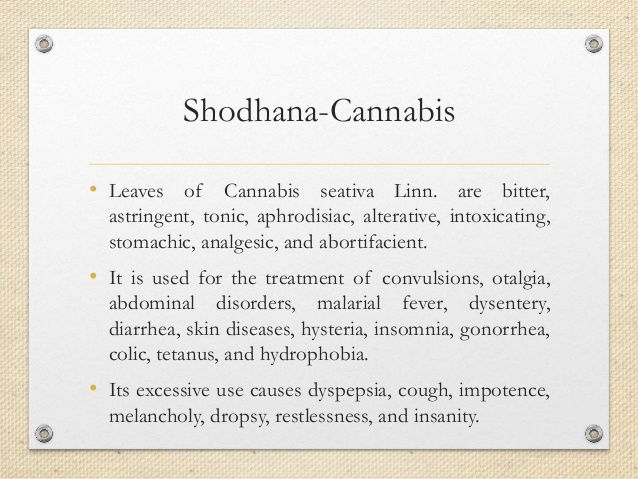 Shodhana-Cannabis
• Leaves of Cannabis seativa Linn. are bitter,
astringent, tonic, aphrodisiac, alterative, intoxicating,
stomachic, analgesic, and abortifacient.
• It is used for the treatment of convulsions, otalgia,
abdominal disorders, malarial fever, dysentery,
diarrhea, skin diseases, hysteria, insomnia, gonorrhea,
colic, tetanus, and hydrophobia.
• Its excessive use causes dyspepsia, cough, impotence,
melancholy, dropsy, restlessness, and insanity.